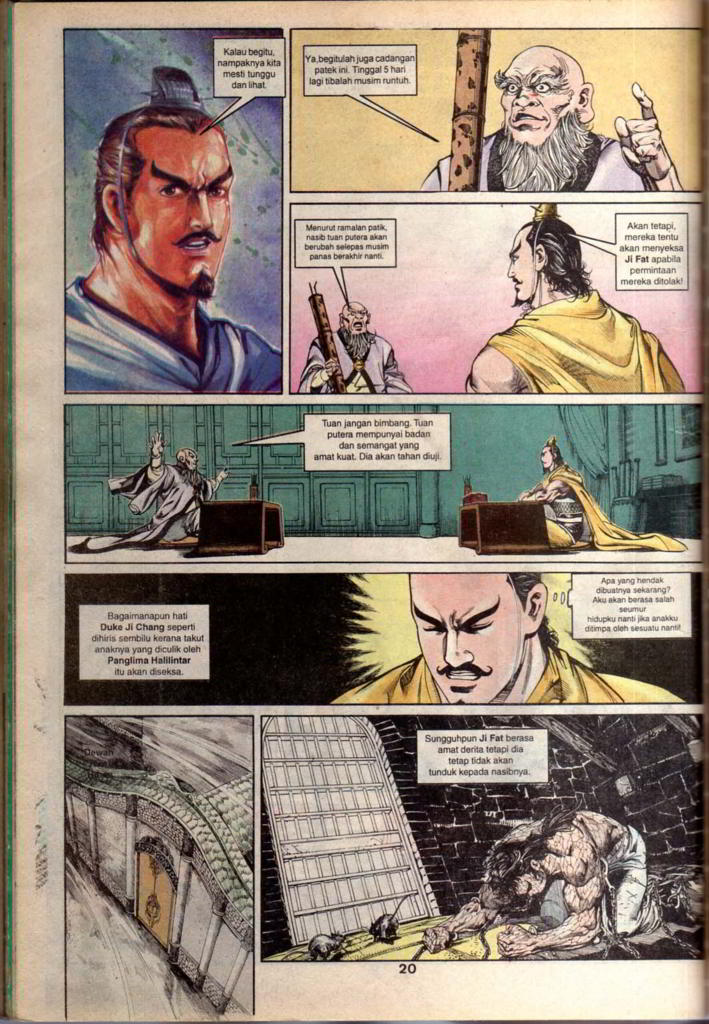 Kalau begitu,
nampaknya kita
mesti tunggu
dan lihat.
Ya,begitulah juga cadangan
patek ini. Tinggal 5 hari
lagi tibalah musim runtuh.
Menurut ramalan patik,
nasib tuan putera akan
berubah selepas musim
panas berakhir nanti.
Akan tetapi,
mereka tentu
akan menyeksa
Ji Fat apabila
permintaan
mereka ditolak!
Tuan jangan bimbang. Tuan
putera mempunyai badan
dan semangat yang
amat kuat. Dia akan tahan diuji.
Bagaimanapun hati
Duke Ji Chang seperti
dihiris sembilu kerana takut
anaknya yang diculik oleh
Panglima Halilintar
itu akan diseksa.
Apa yang hendak
dibuatnya sekarang?
Aku akan berasa salah
seumur
hidupku nanti jika anakku
ditimpa oleh sesuatu nanti!
Dewan
Sungguhpun Ji Fat berasa
amat derita tetapi dia
tetap tidak akan
tunduk kepada nasibnya.
20